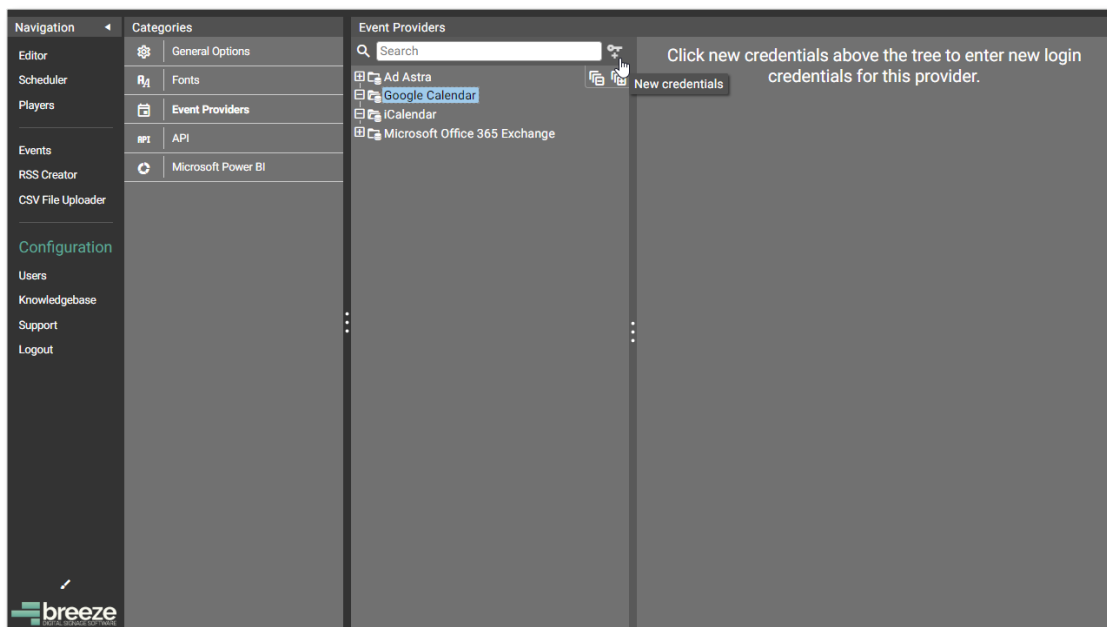 Navigation
Editor
Scheduler
Players
Events
RSS Creator
CSV File Uploader
Configuration
Users
Knowledgebase
Support
Logout
breeze
DIGITAL SIGNAGE SOFTWARE
Categories
General Options
Fonts
Event Providers
API API
Microsoft Power BI
Event Providers
Search
Ad Astra
Google Calendar
iCalendar
Microsoft Office 365 Exchange
New credentials
Click new credentials above the tree to enter new login
credentials for this provider.